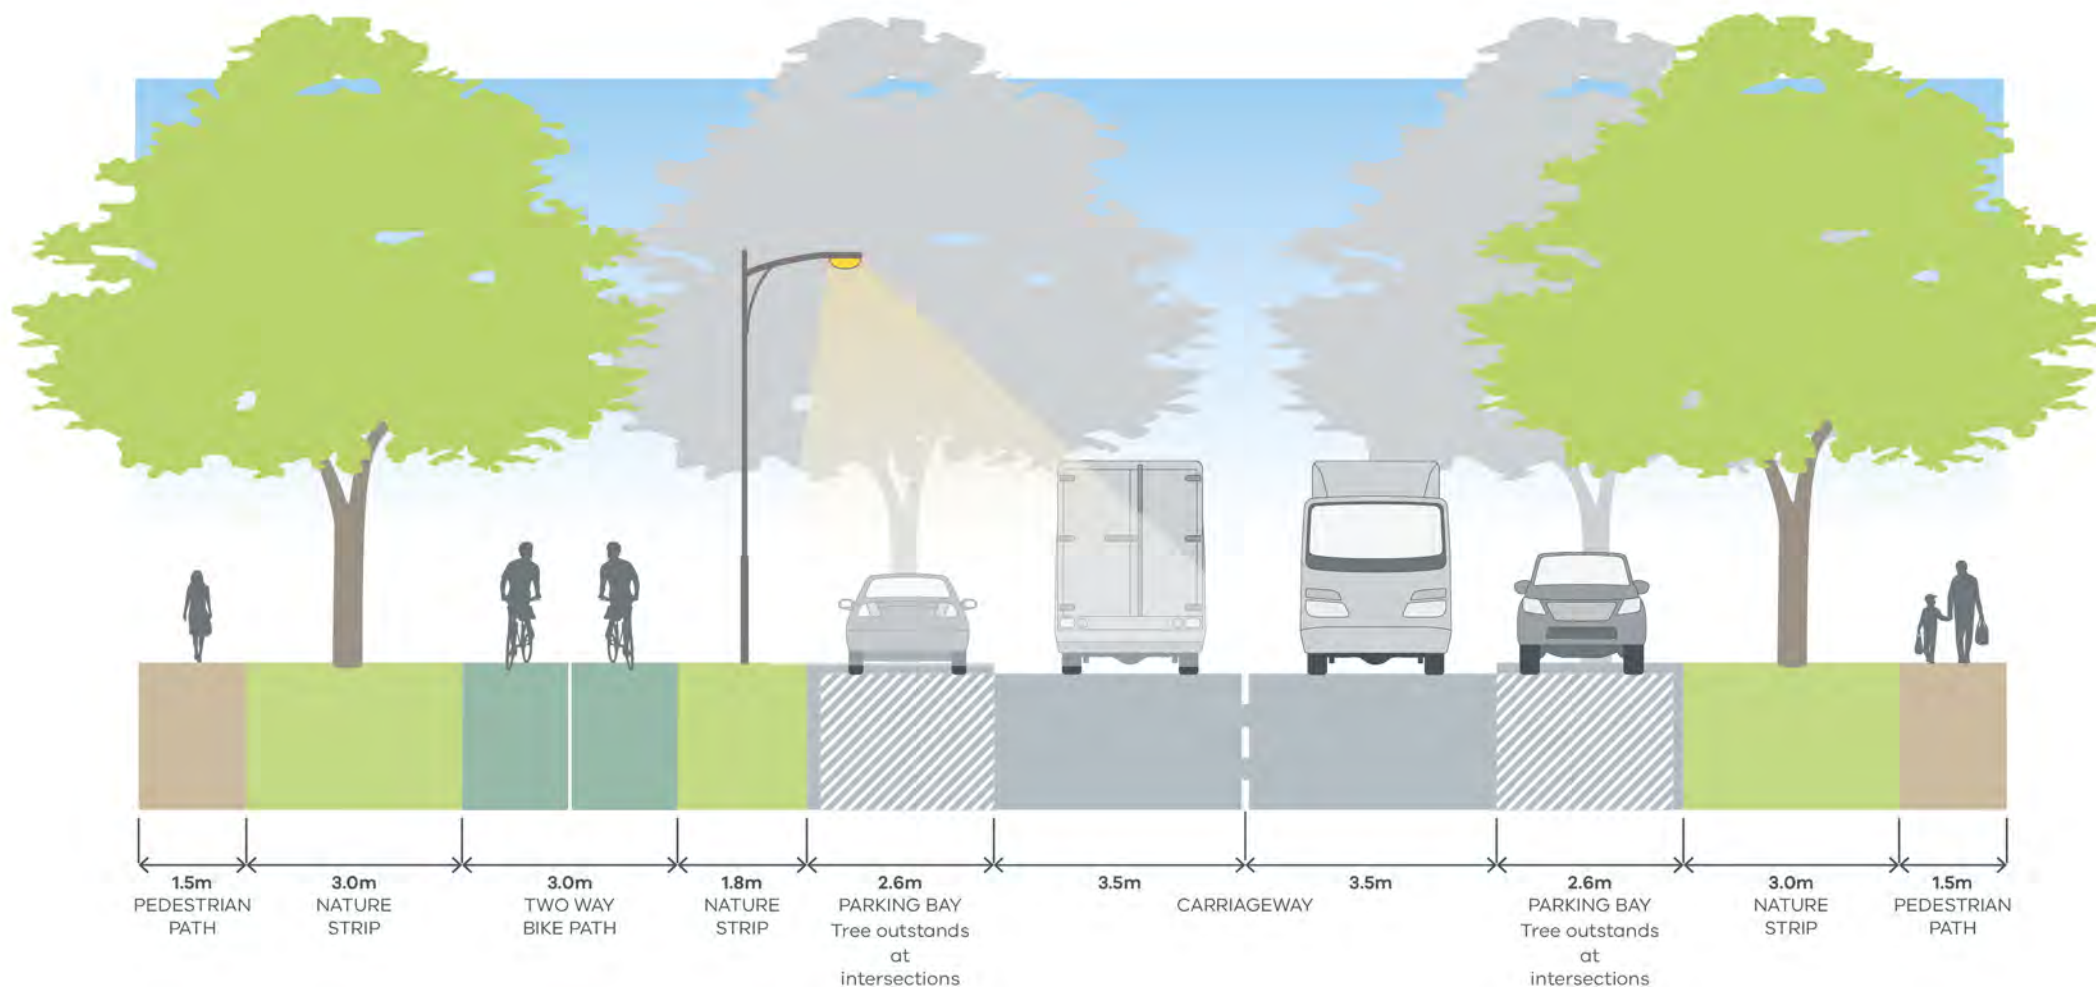 1.5m
PEDESTRIAN
PATH
3.0m
NATURE
STRIP
3.0m
TWO WAY
BIKE PATH
1.8m
NATURE
STRIP
2.6m
PARKING BAY
Tree outstands
at
intersections
3.5m
CARRIAGEWAY
3.5m
2.6m
PARKING BAY
Tree outstands
at
intersections
3.0m
NATURE
STRIP
1.5m
PEDESTRIAN
PATH